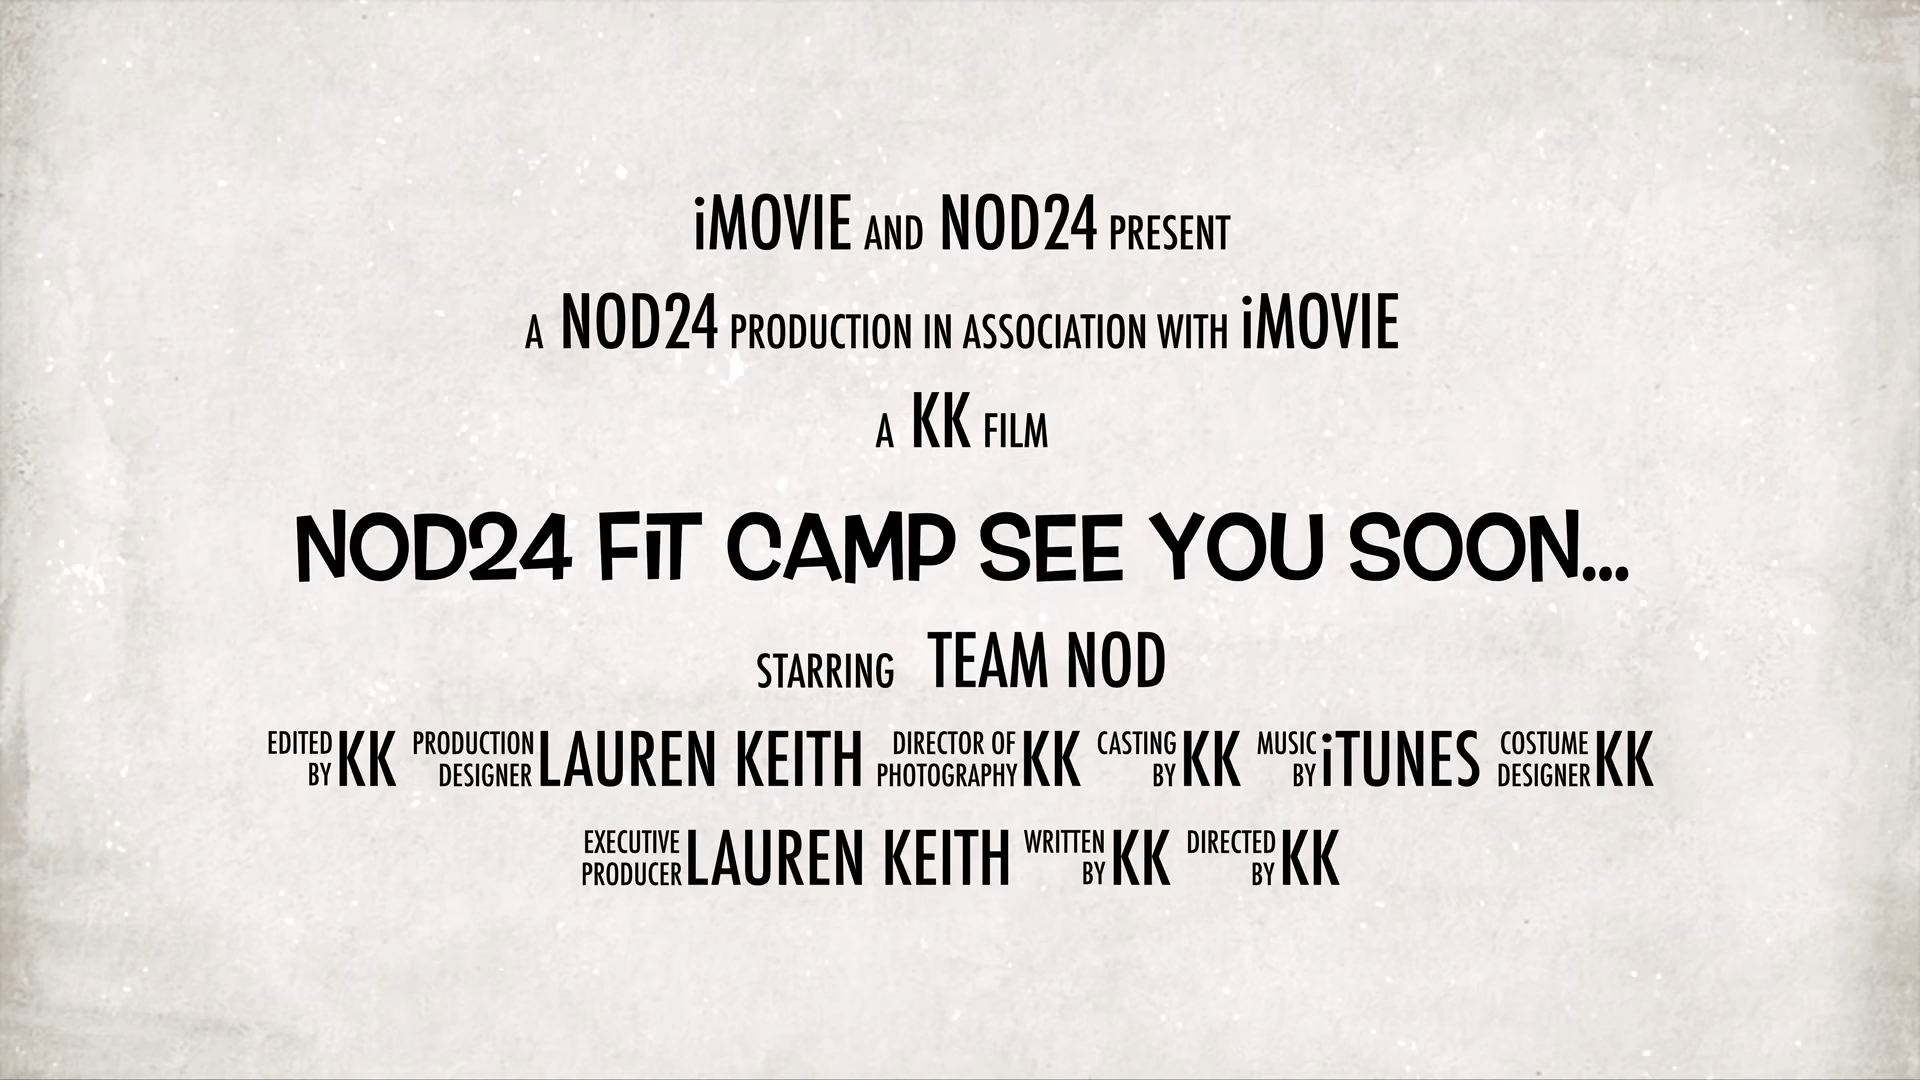 iMOVIE AND NOD24 PRESENT
A NOD24 PRODUCTION IN ASSOCIATION WITH iMOVIE
A KK FILM
NOD24 FiT CAMP SEE YOU SOON...
STARRING TEAM NOD
EDITED BY KK PRODUCTION DESIGNER LAUREN KEITH DIRECTOR OF PHOTOGRAPHY KK CASTING BY KK MUSIC BY iTUNES COSTUME DESIGNER KK
EXECUTIVE PRODUCER LAUREN KEITH WRITTEN BY KK DIRECTED BY KK